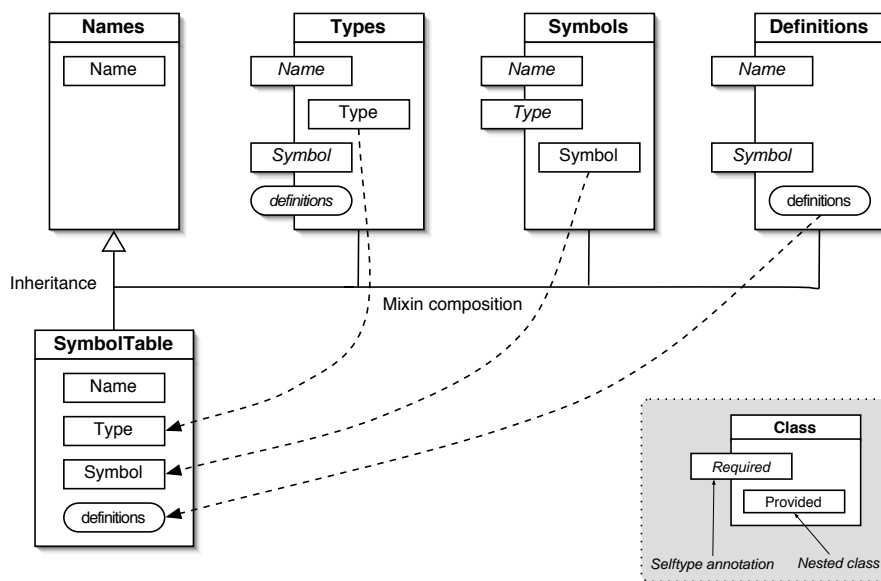 Names
Types
Symbols
Definitions
Name
Name
Name
Name
Type
Type
Symbol
Symbol
Symbol
definitions
definitions
Inheritance
Mixin composition
SymbolTable
Name
Type
Symbol
definitions
Class
Required
Provided
Selftype annotation
Nested class